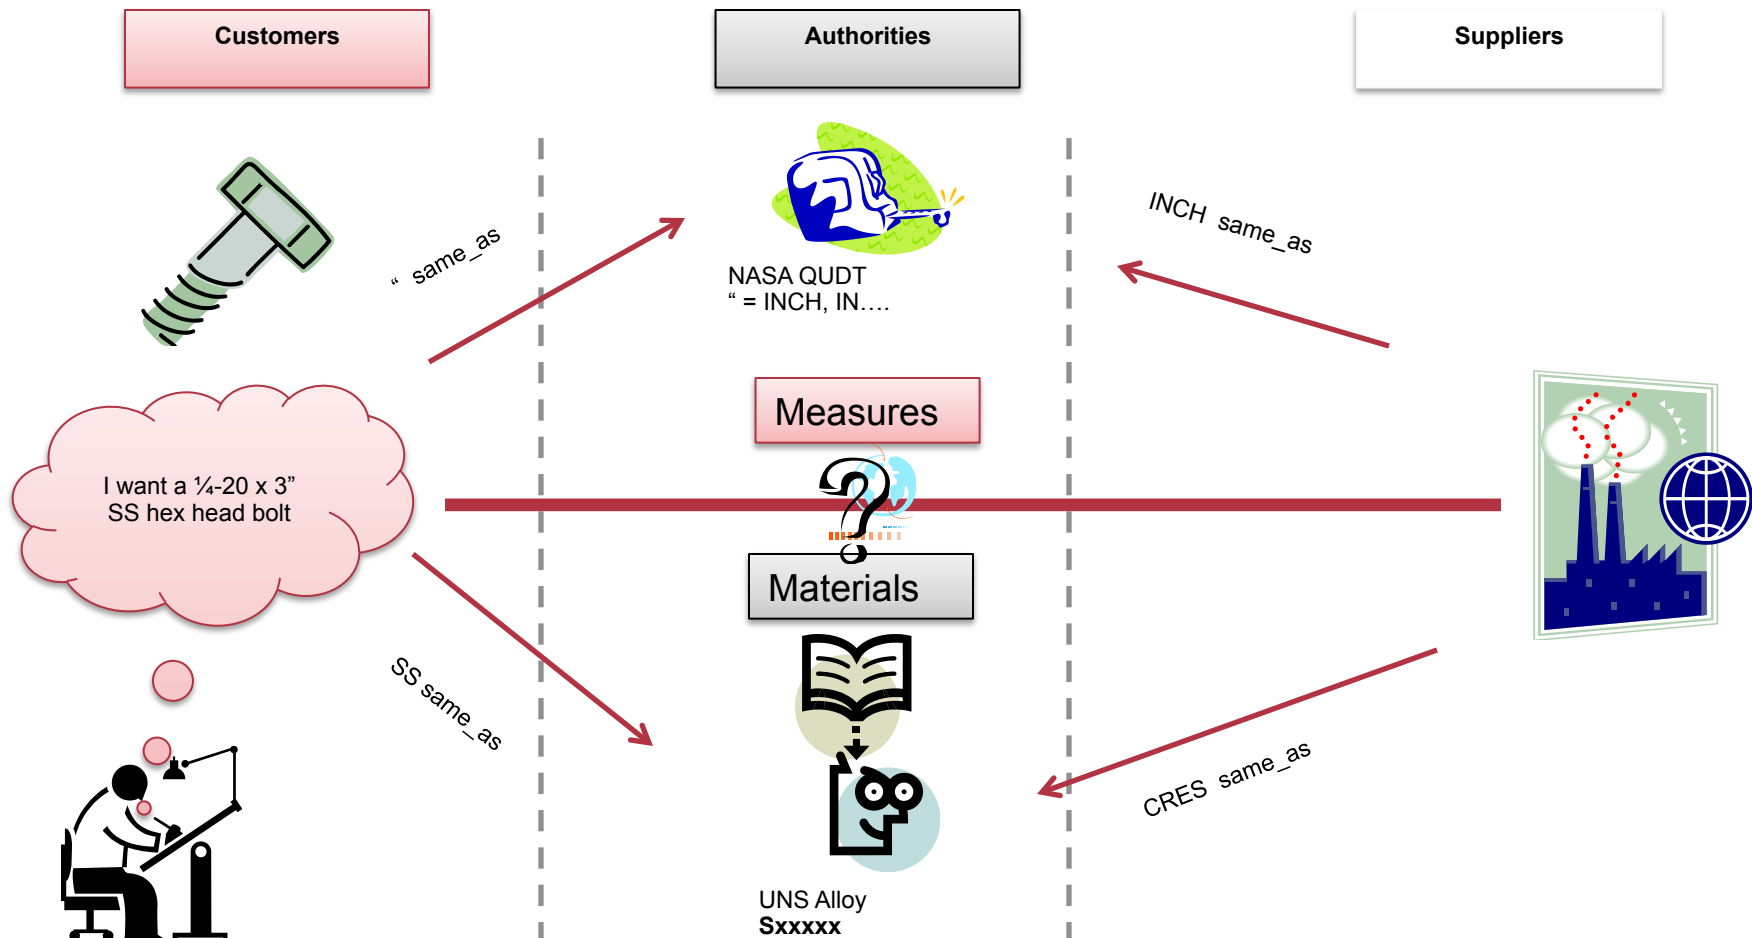 Customers
Authorities
Suppliers
“ same_as
INCH same_as
NASA QUDT
“ = INCH, IN….
Measures
I want a ¼-20 x 3”
SS hex head bolt
?
Materials
SS same_as
CRES same_as
UNS Alloy
Sxxxxx